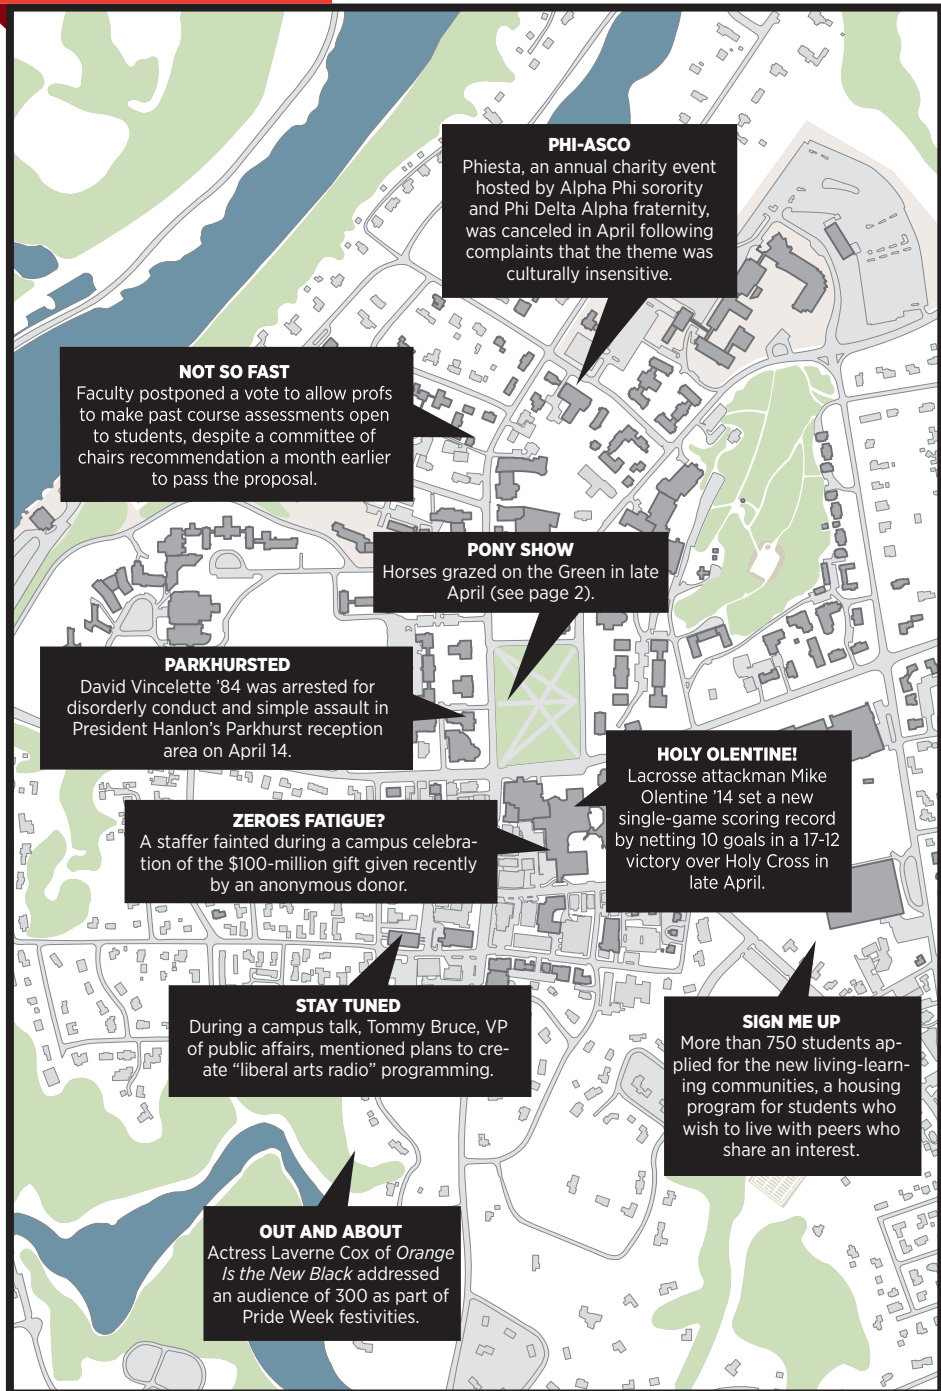 PHI-ASCO
Phiesta, an annual charity event
hosted by Alpha Phi sorority
and Phi Delta Alpha fraternity,
was canceled in April following
complaints that the theme was
culturally insensitive.
NOT SO FAST
Faculty postponed a vote to allow profs
to make past course assessments open
to students, despite a committee of
chairs recommendation a month earlier
to pass the proposal.
PONY SHOW
Horses grazed on the Green in late
April (see page 2).
PARKHURSTED
David Vincelette ’84 was arrested for
disorderly conduct and simple assault in
President Hanlon’s Parkhurst reception
area on April 14.
HOLY OLENTINE!
Lacrosse attackman Mike
Olentine ’14 set a new
single-game scoring record
by netting 10 goals in a 17-12
victory over Holy Cross in
late April.
ZEROES FATIGUE?
A staffer fainted during a campus celebra-
tion of the $100-million gift given recently
by an anonymous donor.
STAY TUNED
During a campus talk, Tommy Bruce, VP
of public affairs, mentioned plans to cre-
ate “liberal arts radio” programming.
SIGN ME UP
More than 750 students ap-
plied for the new living-learn-
ing communities, a housing
program for students who
wish to live with peers who
share an interest.
OUT AND ABOUT
Actress Laverne Cox of Orange
Is the New Black addressed
an audience of 300 as part of
Pride Week festivities.